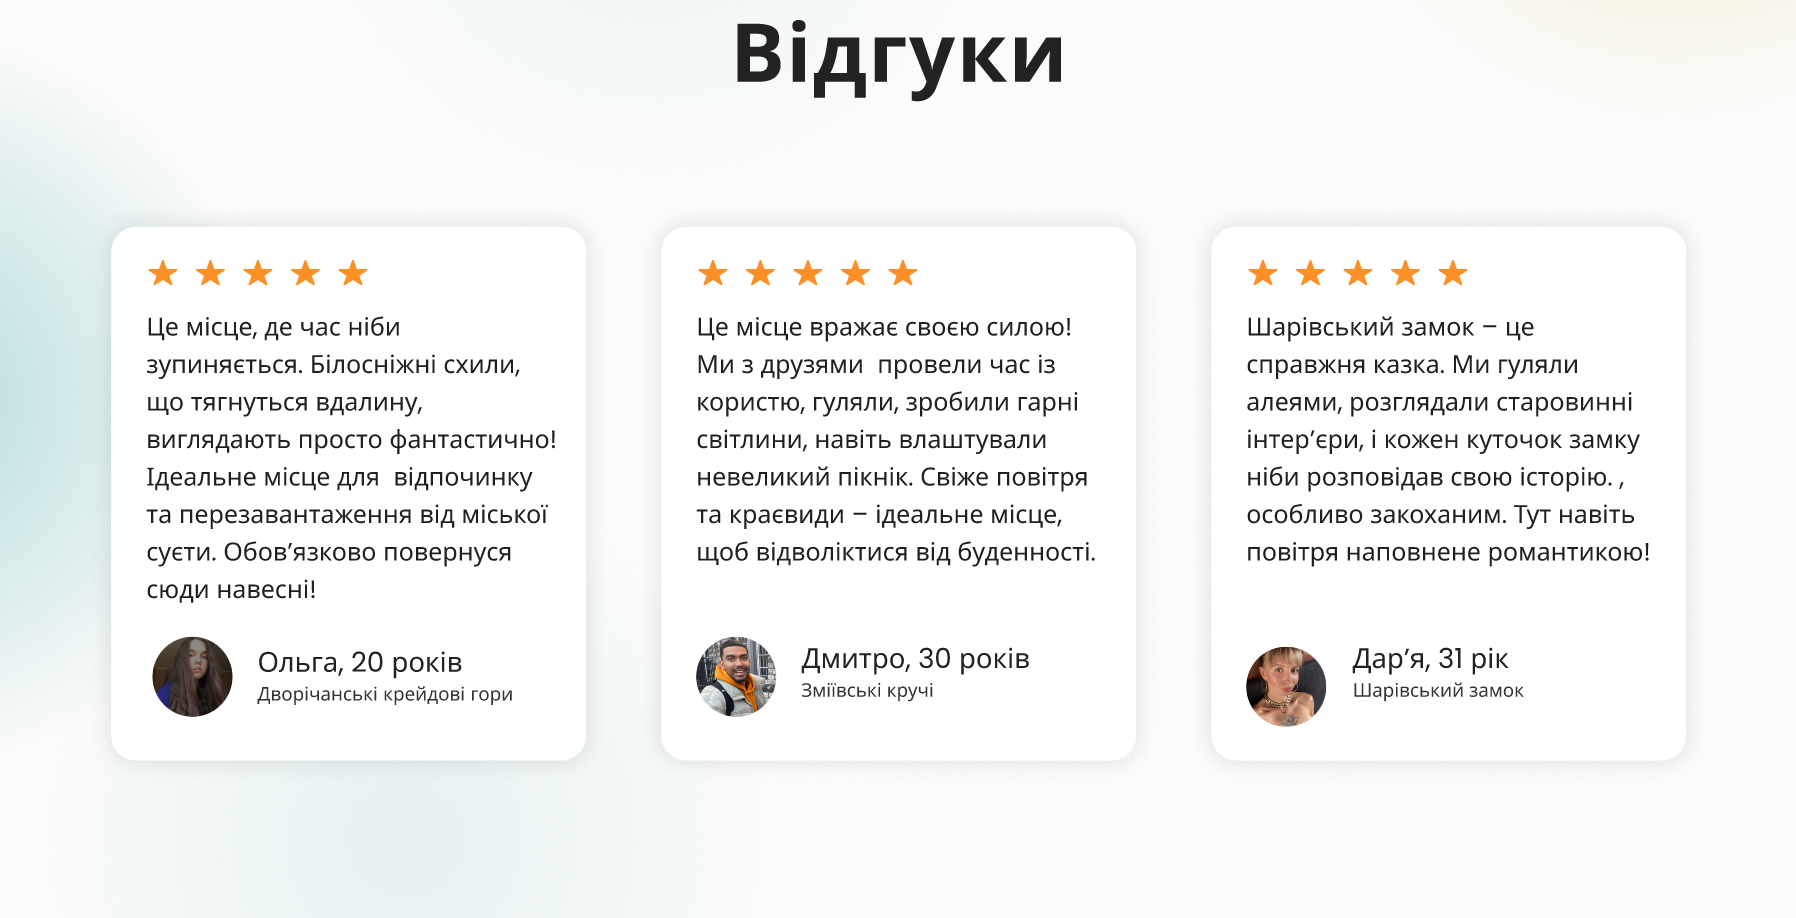 Відгуки
Це місце, де час ніби
зупиняється. Білосніжні схили,
що тягнуться вдалину,
виглядають просто фантастично!
Ідеальне місце для  відпочинку
та перезавантаження від міської
суєти. Обов’язково повернуся
сюди навесні!
Ольга, 20 років
Дворічанські крейдові гори
Це місце вражає своєю силою!
Ми з друзями  провели час із
користю, гуляли, зробили гарні
світлини, навіть влаштували
невеликий пікнік. Свіже повітря
та краєвиди – ідеальне місце,
щоб відволіктися від буденності.
Дмитро, 30 років
Зміївські кручі
Шарівський замок – це
справжня казка. Ми гуляли
алеями, розглядали старовинні
інтер’єри, і кожен куточок замку
ніби розповідав свою історію. ,
особливо закоханим. Тут навіть
повітря наповнене романтикою!
Дар’я, 31 рік
Шарівський замок